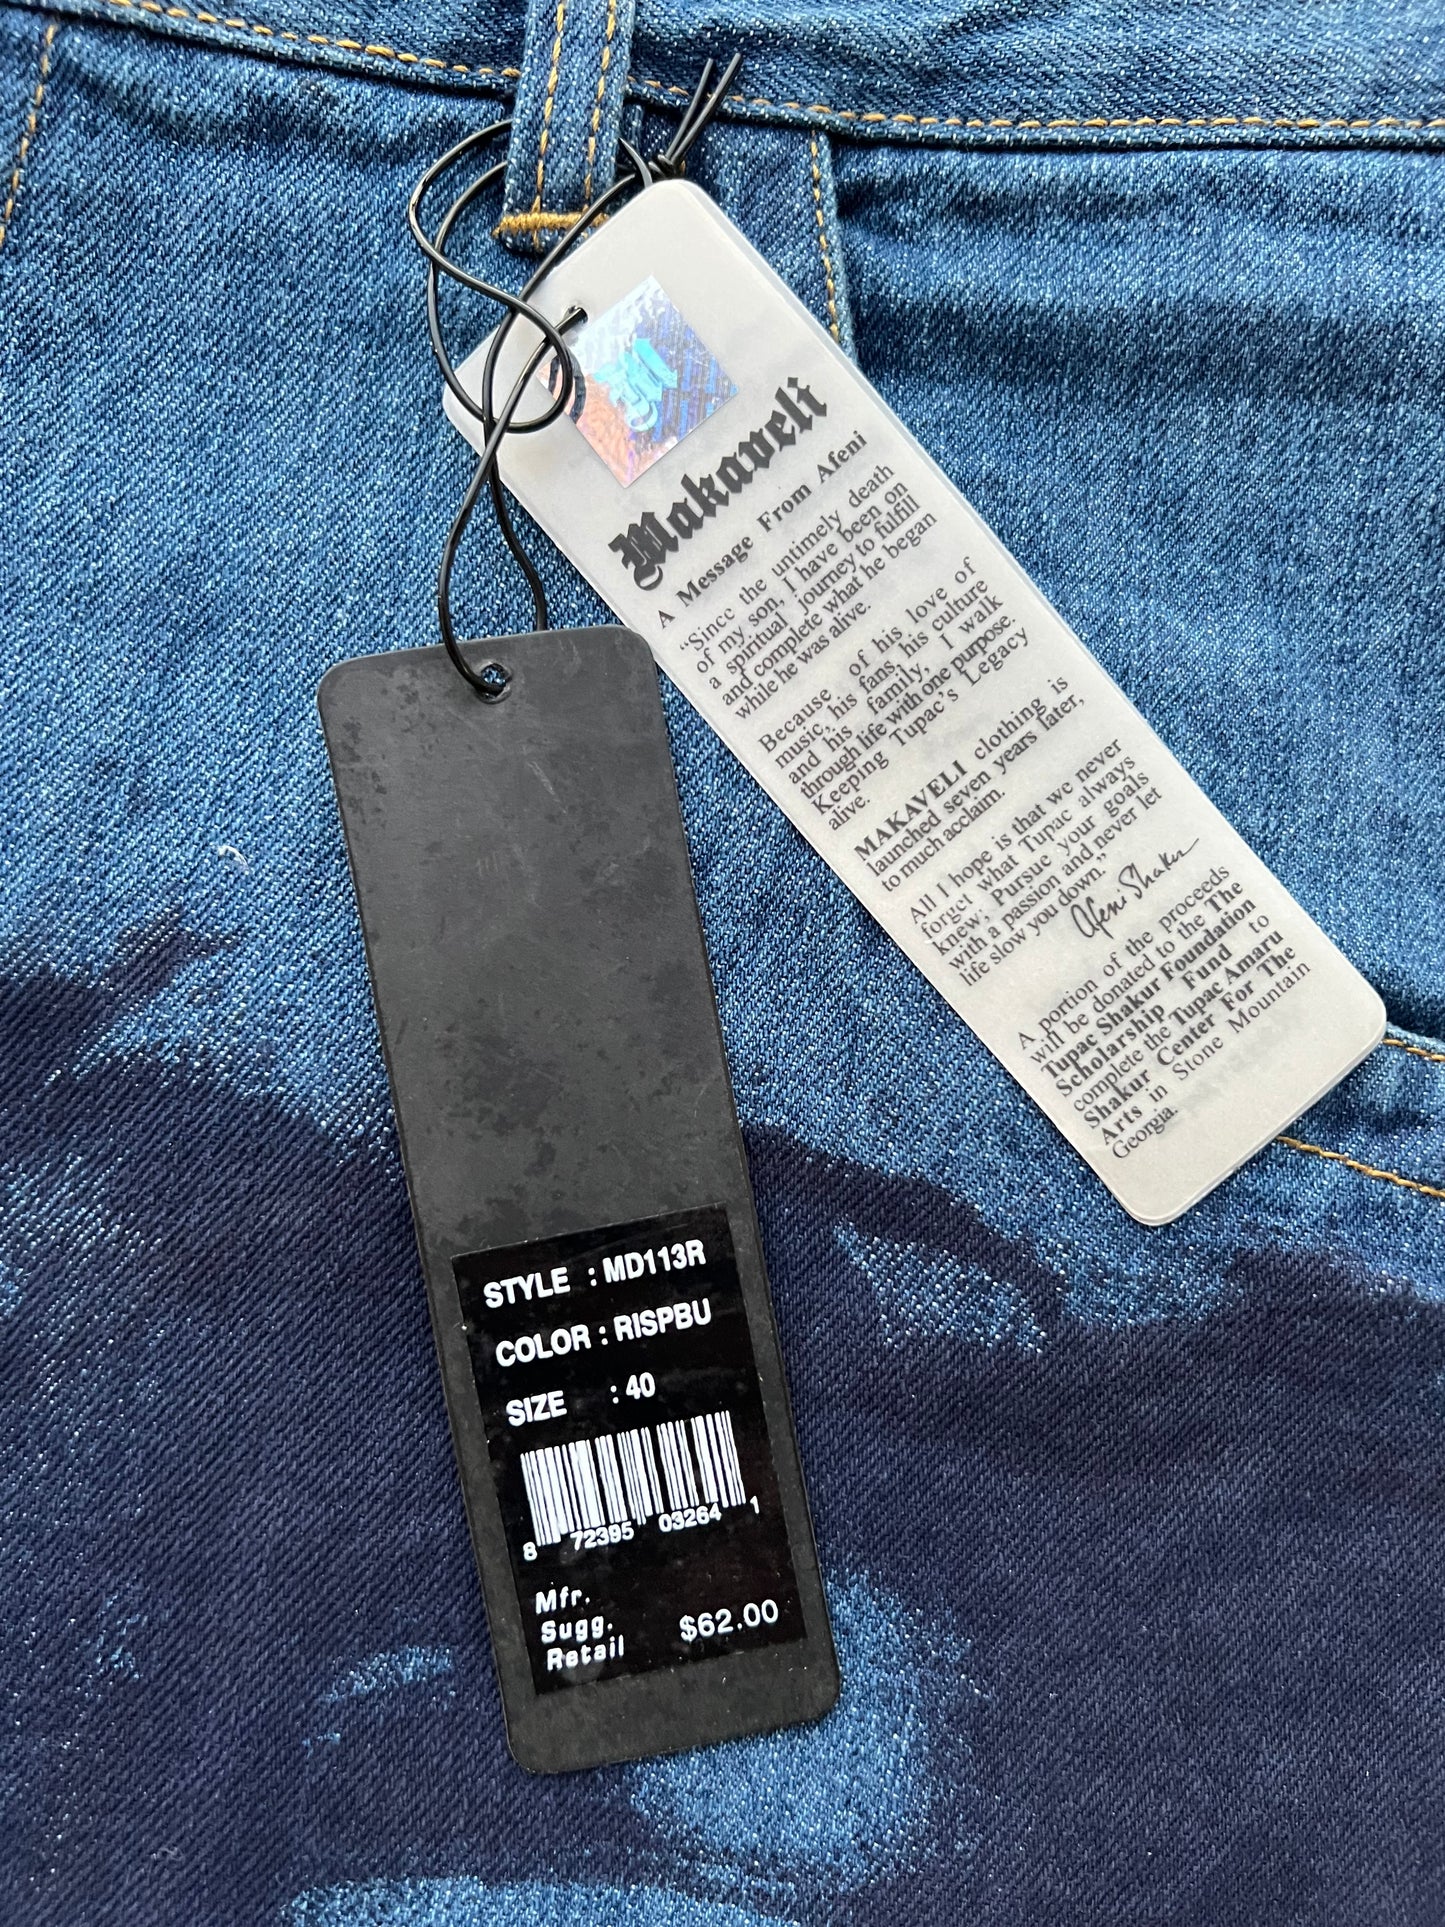 M
Makaveli
A Message From Afeni
“Since the untimely death
of my son, I have been on
a spiritual journey to fulfill
and complete what he began
while he was alive.
Because of his love of
music, his fans, his culture
and his family, I walk
through life with one purpose.
Keeping Tupac’s Legacy
alive.
MAKAVELI clothing is
launched seven years later,
to much acclaim.
All I hope is that we never
forget what Tupac always
knew; Pursue your goals
with a passion and never let
life slow you down.”
Afeni Shakur
A portion of the proceeds
will be donated to the The
Tupac Shakur Foundation
Scholarship Fund to
complete the Tupac Amaru
Shakur Center For The
Arts in Stone Mountain
Georgia.
STYLE : MD113R
COLOR : RISPBU
SIZE : 40
8 72395 03264 1
Mfr.
Sugg.
Retail $62.00